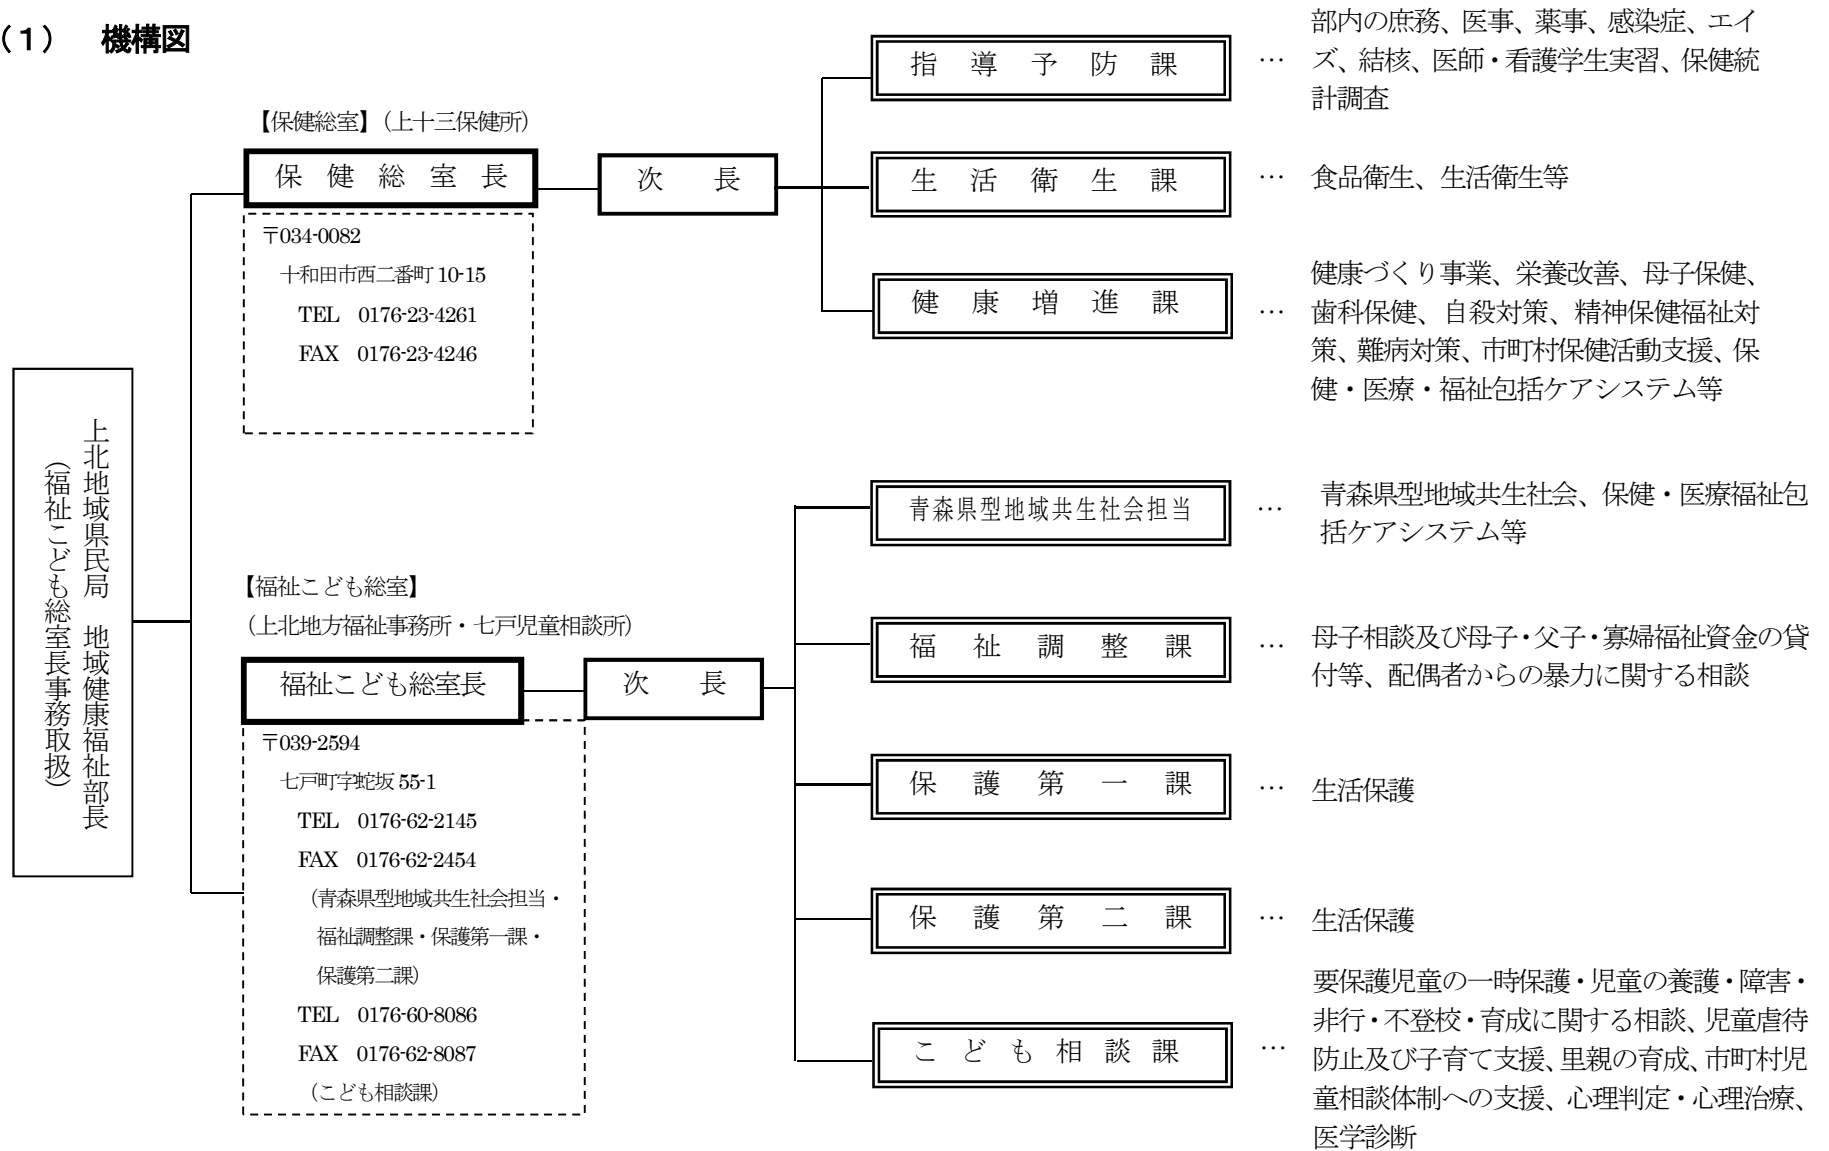 (１)　機構図
上北地域県民局　地域健康福祉部長
（福祉こども総室長事務取扱）
【保健総室】（上十三保健所）
保健総室長
次　長
〒034-0082
十和田市西二番町 10-15
TEL　0176-23-4261
FAX　0176-23-4246
指導予防課
… 部内の庶務、医事、薬事、感染症、エイ
ズ、結核、医師・看護学生実習、保健統
計調査
生活衛生課
… 食品衛生、生活衛生等
健康増進課
… 健康づくり事業、栄養改善、母子保健、
歯科保健、自殺対策、精神保健福祉対
策、難病対策、市町村保健活動支援、保
健・医療・福祉包括ケアシステム等
【福祉こども総室】
（上北地方福祉事務所・七戸児童相談所）
福祉こども総室長
次　長
〒039-2594
七戸町字蛇坂 55-1
TEL　0176-62-2145
FAX　0176-62-2454
（青森県型地域共生社会担当・
福祉調整課・保護第一課・
保護第二課）
TEL　0176-60-8086
FAX　0176-62-8087
（こども相談課）
青森県型地域共生社会担当
… 青森県型地域共生社会、保健・医療福祉包
括ケアシステム等
福祉調整課
… 母子相談及び母子・父子・寡婦福祉資金の貸
付等、配偶者からの暴力に関する相談
保護第一課
… 生活保護
保護第二課
… 生活保護
こども相談課
… 要保護児童の一時保護・児童の養護・障害・
非行・不登校・育成に関する相談、児童虐待
防止及び子育て支援、里親の育成、市町村児
童相談体制への支援、心理判定・心理治療、
医学診断